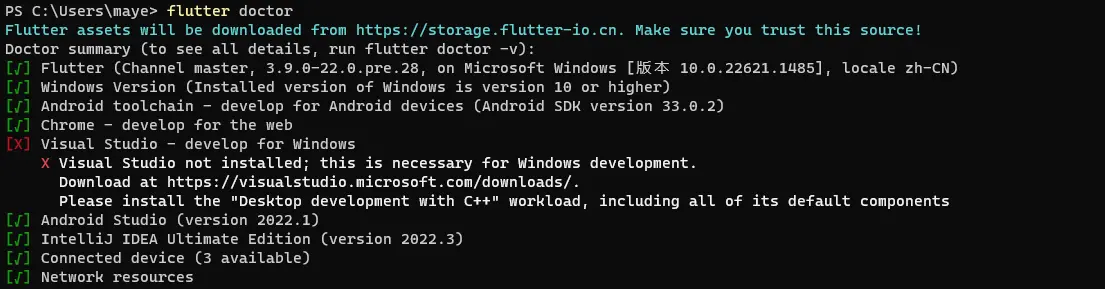 PS C:\Users\maye> flutter doctor
Flutter assets will be downloaded from https://storage.flutter-io.cn. Make sure you trust this source!
Doctor summary (to see all details, run flutter doctor -v):
[√] Flutter (Channel master, 3.9.0-22.0.pre.28, on Microsoft Windows [版本 10.0.22621.1485], locale zh-CN)
[√] Windows Version (Installed version of Windows is version 10 or higher)
[√] Android toolchain - develop for Android devices (Android SDK version 33.0.2)
[√] Chrome - develop for the web
[X] Visual Studio - develop for Windows
    X Visual Studio not installed; this is necessary for Windows development.
      Download at https://visualstudio.microsoft.com/downloads/.
      Please install the "Desktop development with C++" workload, including all of its default components
[√] Android Studio (version 2022.1)
[√] IntelliJ IDEA Ultimate Edition (version 2022.3)
[√] Connected device (3 available)
[√] Network resources